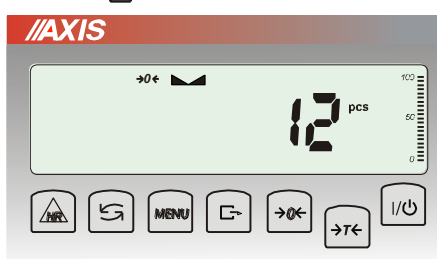 //AXIS
→0←
100
12 pcs
50
0
HR
MENU
→0←
→T←
I/⏻